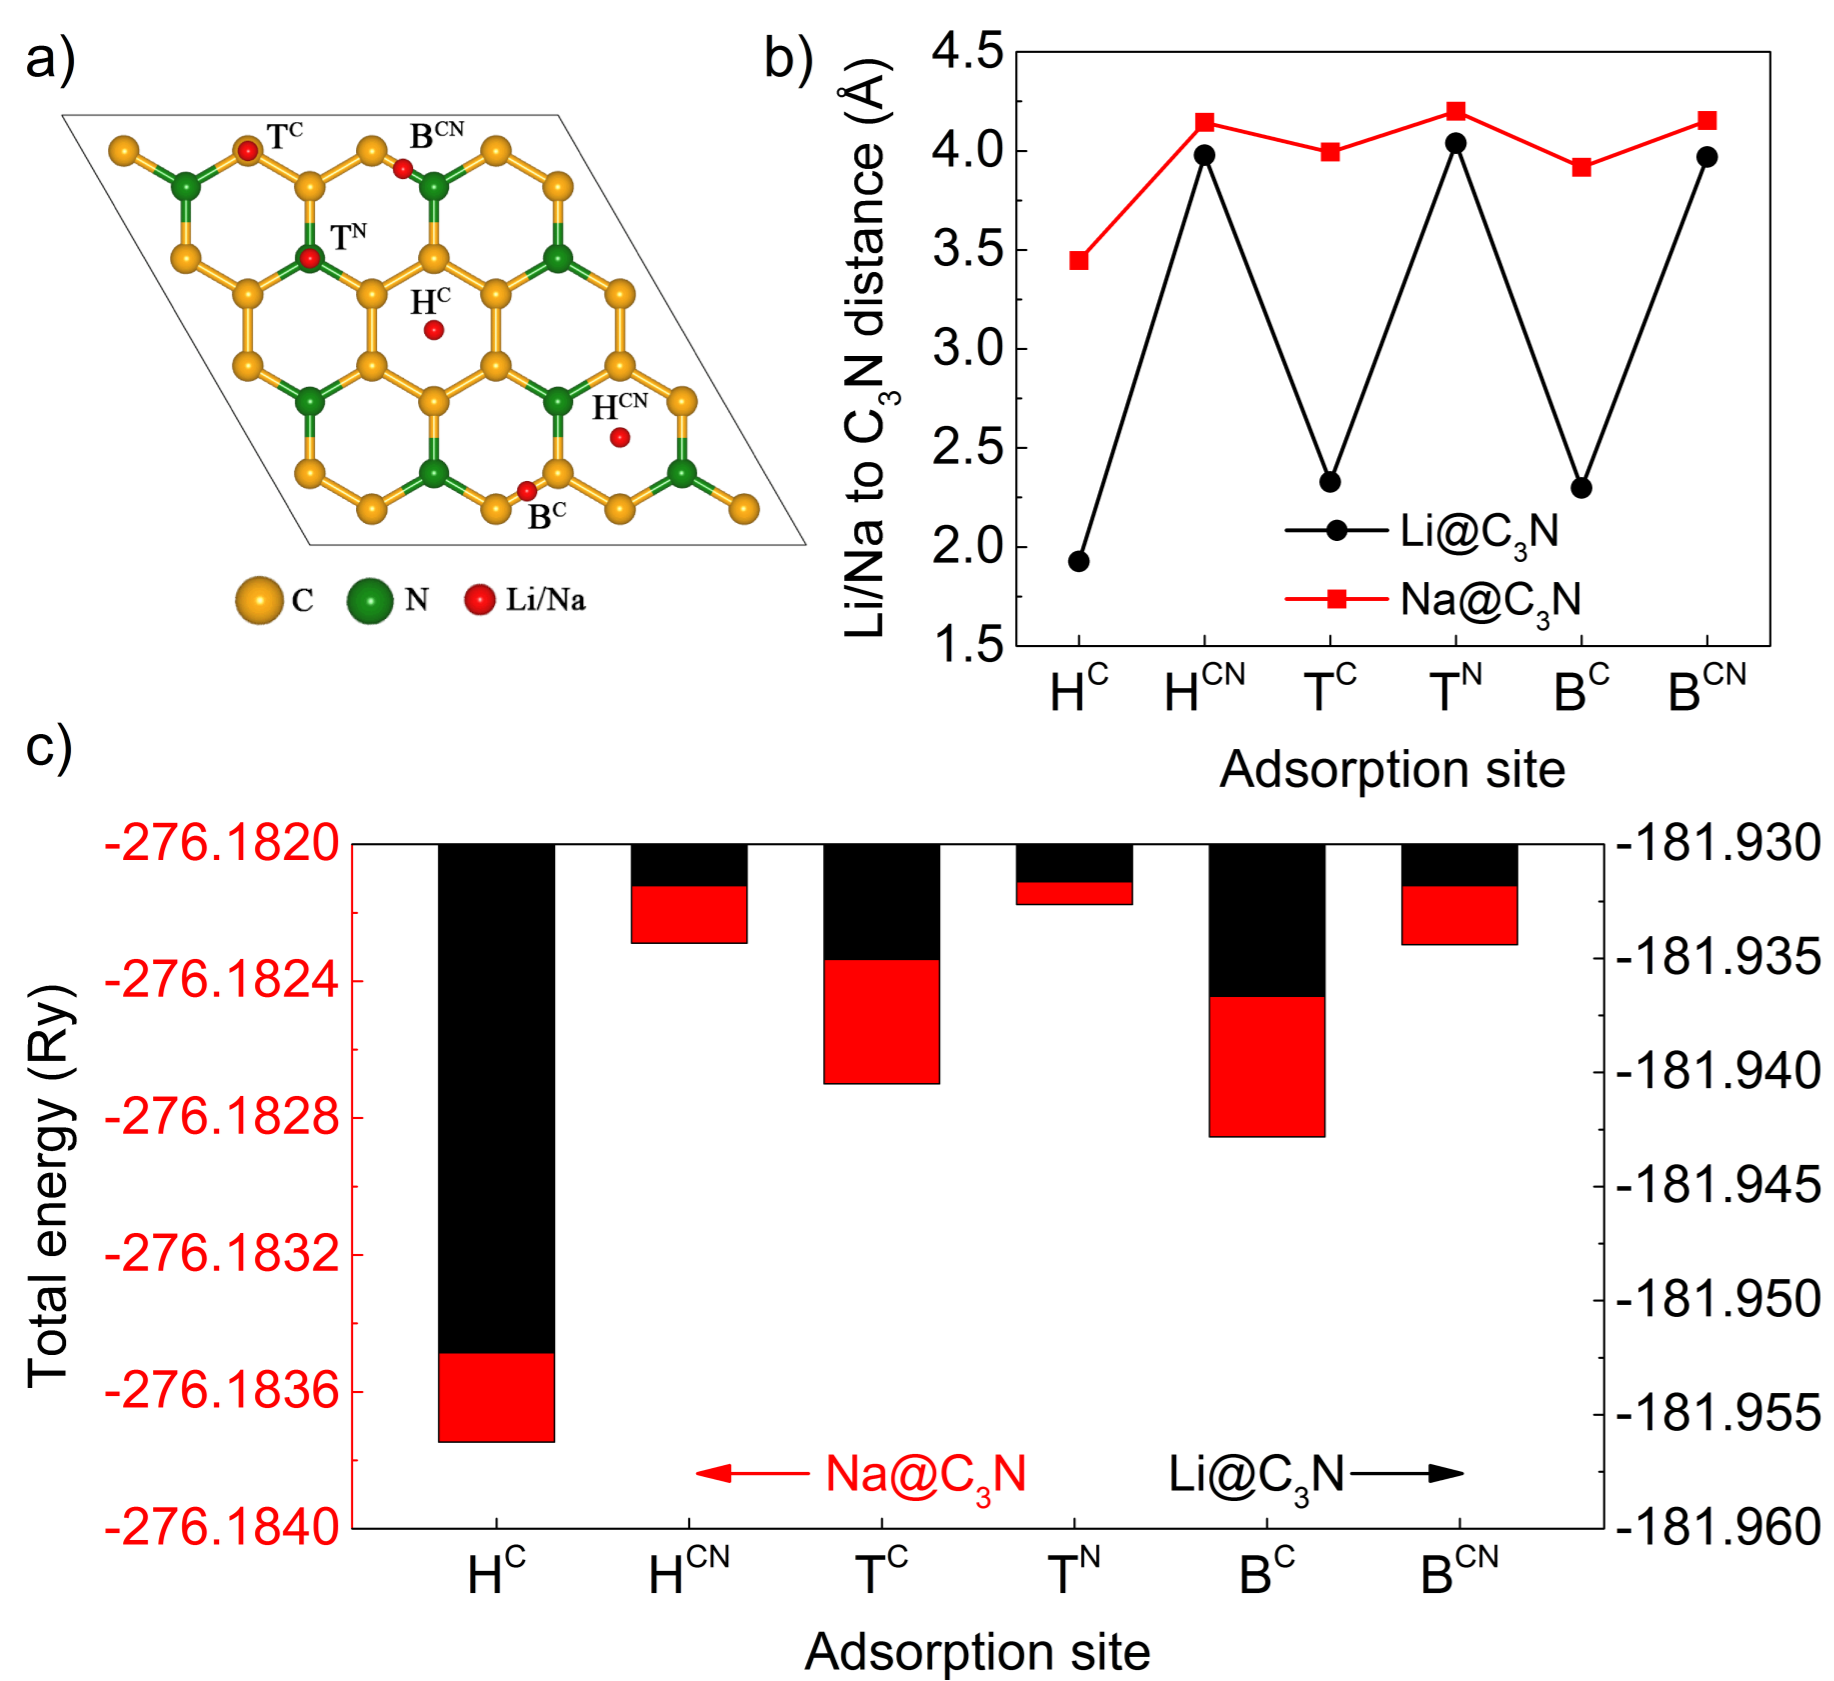 a)
T^C
B^CN
T^N
H^C
H^CN
B^C
C N Li/Na
b)
Li/Na to C₃N distance (Å)
4.5
4.0
3.5
3.0
2.5
2.0
1.5
Li@C₃N
Na@C₃N
H^C H^CN T^C T^N B^C B^CN
Adsorption site
c)
Total energy (Ry)
-276.1820
-276.1824
-276.1828
-276.1832
-276.1836
-276.1840
-181.930
-181.935
-181.940
-181.945
-181.950
-181.955
-181.960
Na@C₃N
Li@C₃N
H^C H^CN T^C T^N B^C B^CN
Adsorption site